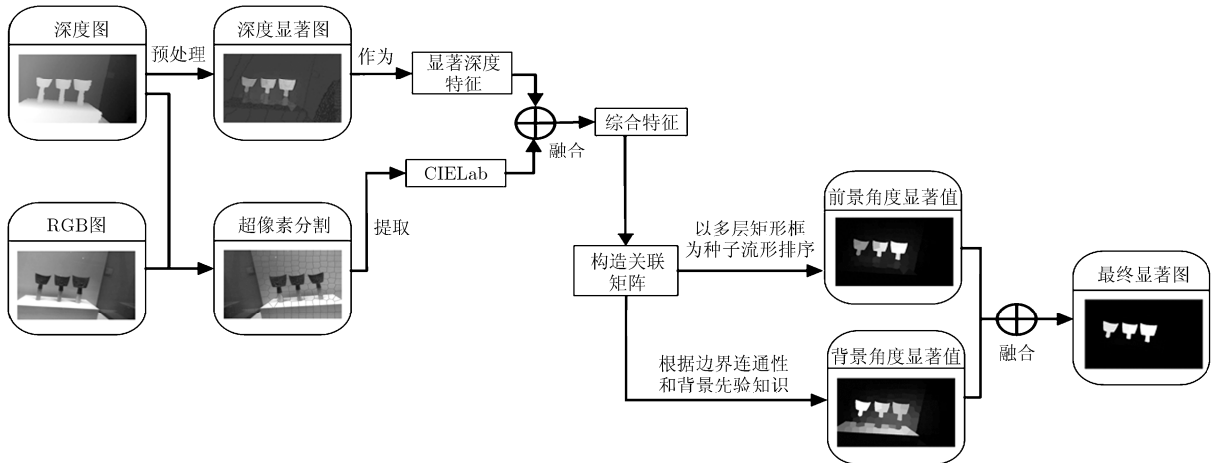 深度图
预处理
深度显著图
作为
显著深度
特征
融合
综合特征
CIELab
RGB图
超像素分割
提取
构造关联
矩阵
以多层矩形框
为种子流形排序
前景角度显著值
根据边界连通性
和背景先验知识
背景角度显著值
融合
最终显著图